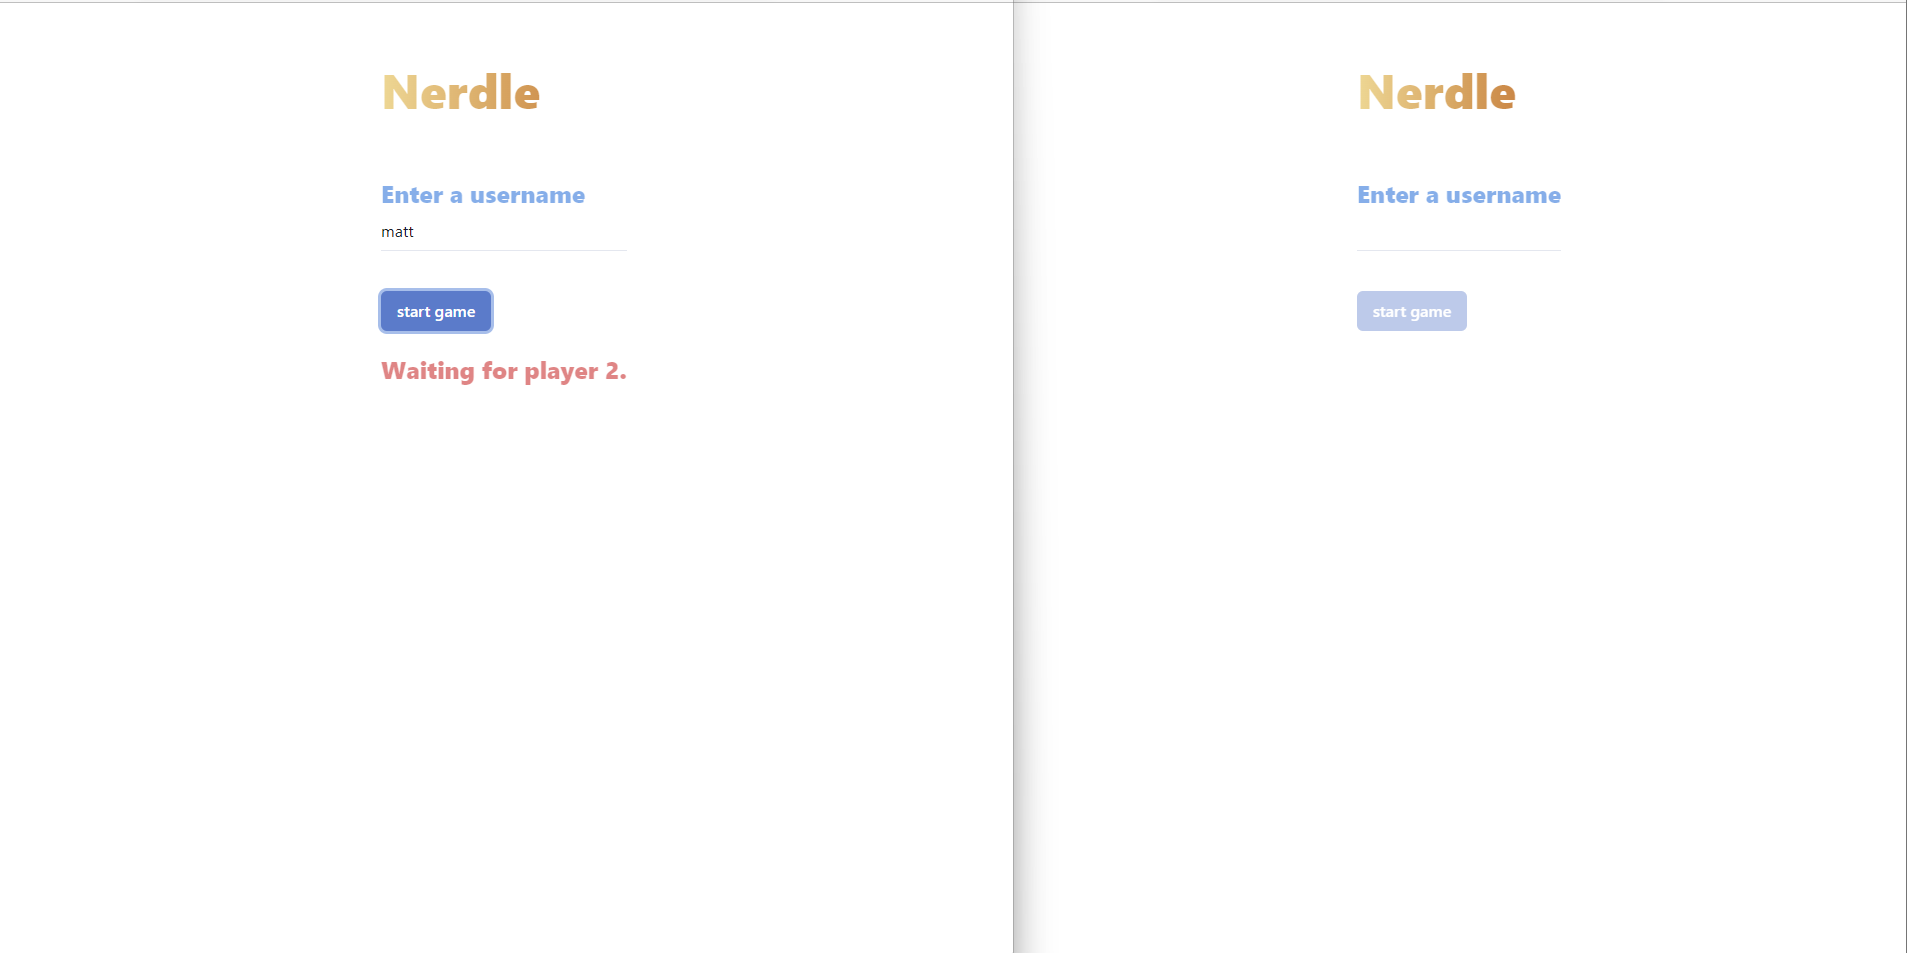 Nerdle
Enter a username
matt
start game
Waiting for player 2.
Nerdle
Enter a username
start game